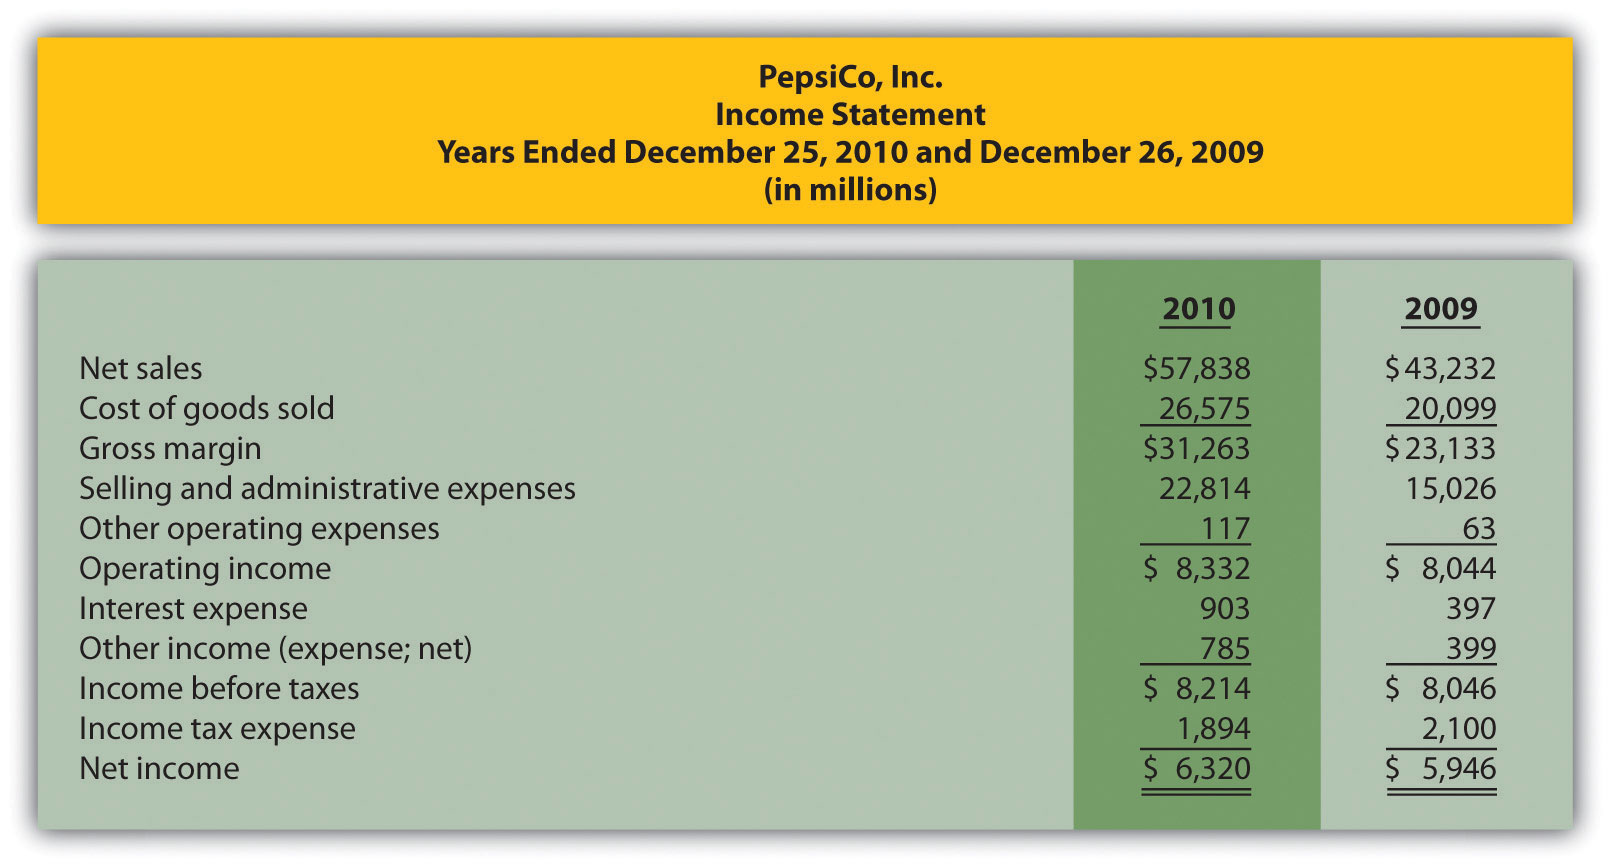 PepsiCo, Inc.
Income Statement
Years Ended December 25, 2010 and December 26, 2009
(in millions)
2010 2009
Net sales $57,838 $43,232
Cost of goods sold 26,575 20,099
Gross margin $31,263 $23,133
Selling and administrative expenses 22,814 15,026
Other operating expenses 117 63
Operating income $ 8,332 $ 8,044
Interest expense 903 397
Other income (expense; net) 785 399
Income before taxes $ 8,214 $ 8,046
Income tax expense 1,894 2,100
Net income $ 6,320 $ 5,946